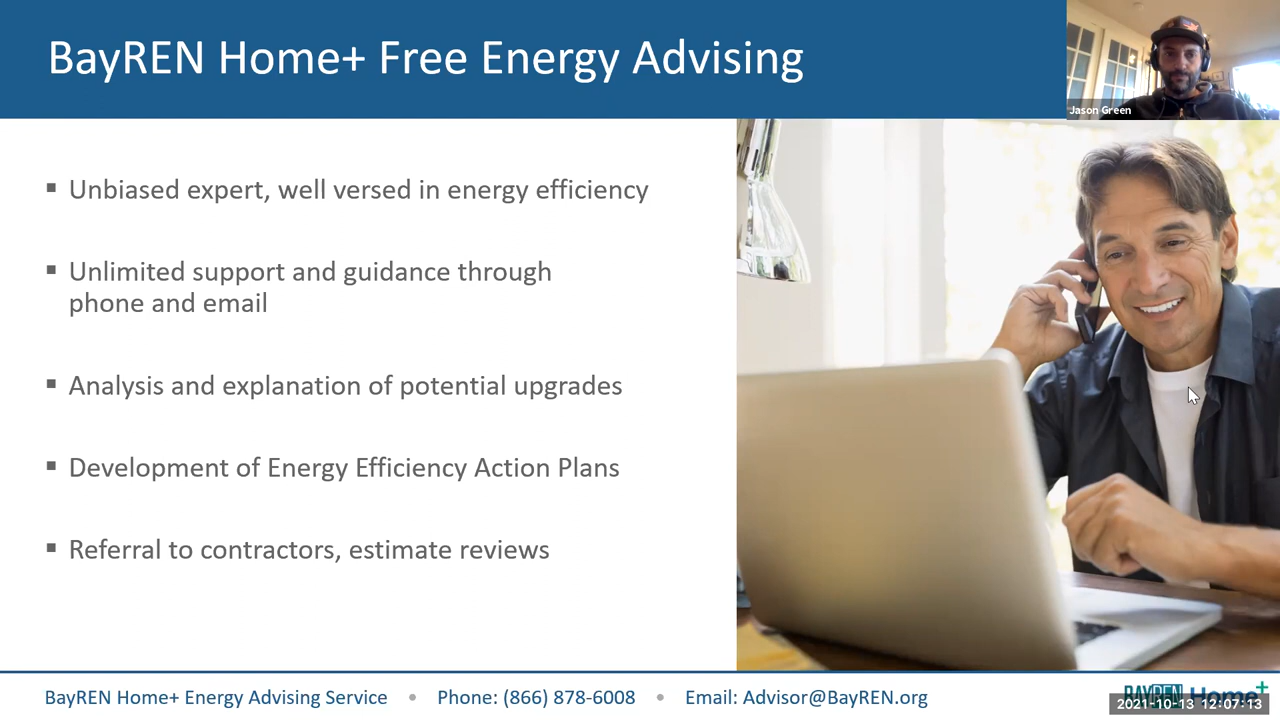 BayREN Home+ Free Energy Advising
Jason Green
▪ Unbiased expert, well versed in energy efficiency
▪ Unlimited support and guidance through
phone and email
▪ Analysis and explanation of potential upgrades
▪ Development of Energy Efficiency Action Plans
▪ Referral to contractors, estimate reviews
BayREN Home+ Energy Advising Service • Phone: (866) 878-6008 • Email: Advisor@BayREN.org
BAYREN Home+
2021-10-13 12:07:13